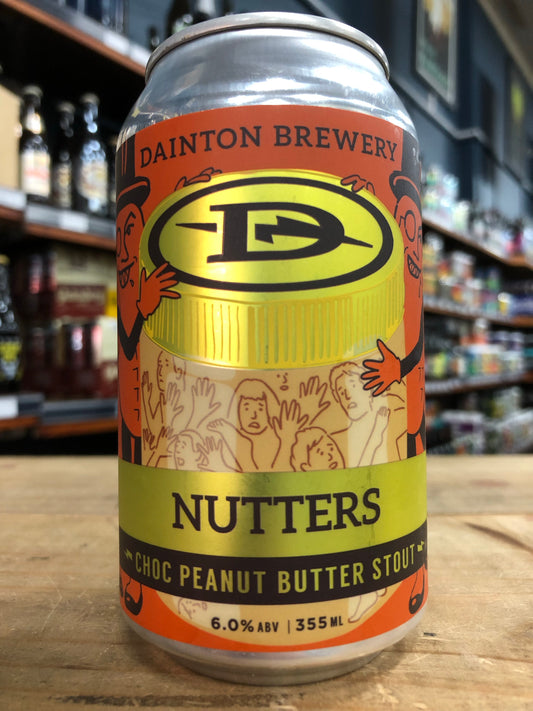 DAINTON BREWERY
D
NUTTERS
CHOC PEANUT BUTTER STOUT
6.0% ABV | 355 ML